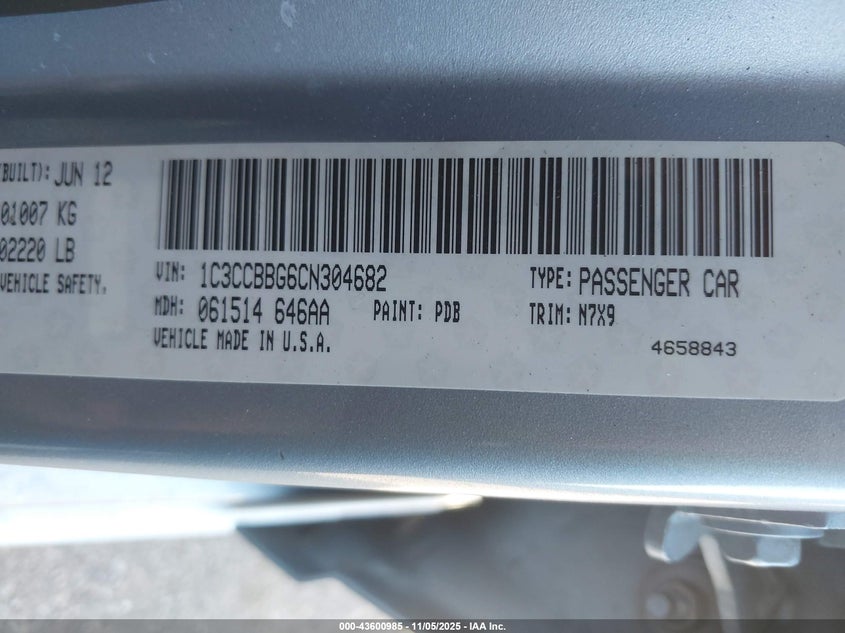 (BUILT): JUN 12
01007 KG
02220 LB
VEHICLE SAFETY,
VIN: 1C3CCBBG6CN304682
TYPE: PASSENGER CAR
MDH: 061514 646AA
PAINT: PDB
TRIM: N7X9
VEHICLE MADE IN U.S.A.
4658843
000-43600985 - 11/05/2025 - IAA Inc.